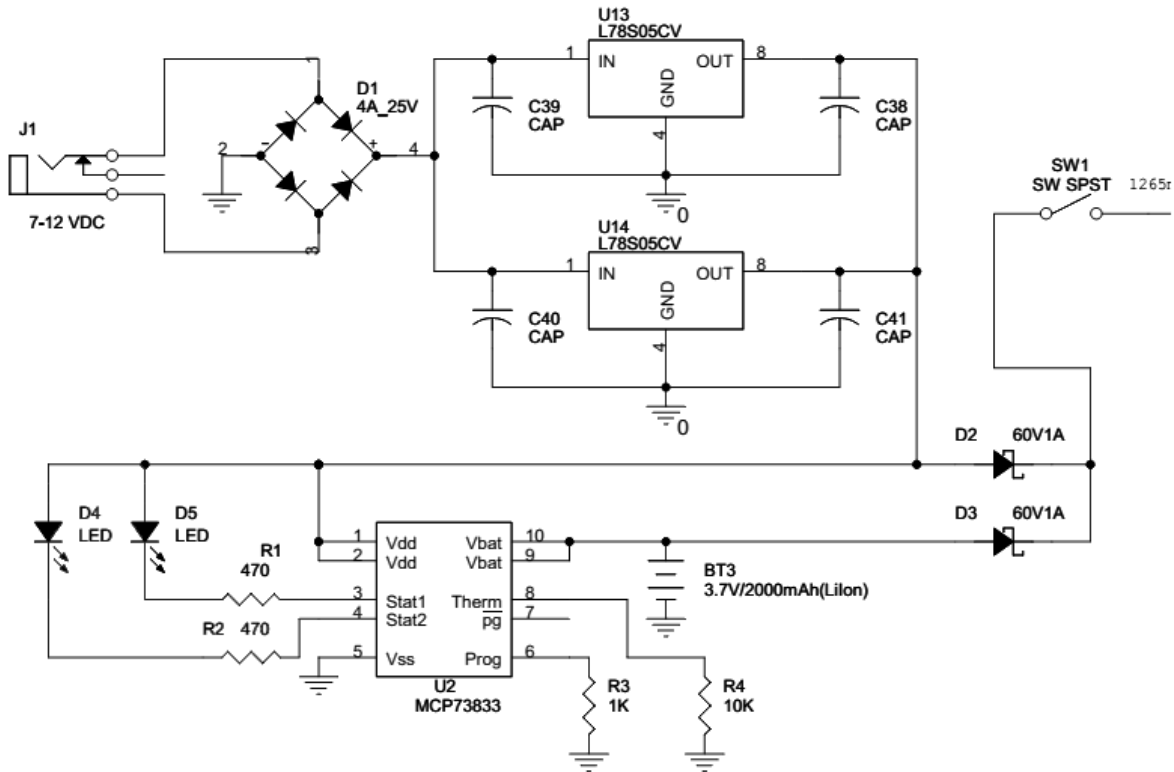 U13
L78S05CV
1
IN
OUT
8
GND
4
C39
CAP
C38
CAP
0
D1
4A_25V
1
2
-
+
4
3
J1
7-12 VDC
SW1
SW SPST
1265
U14
L78S05CV
1
IN
OUT
8
GND
4
C40
CAP
C41
CAP
0
D2
60V1A
D3
60V1A
D4
LED
D5
LED
R1
470
R2
470
1
Vdd
2
Vdd
3
Stat1
4
Stat2
5
Vss
Vbat
10
Vbat
9
Therm
8
pg
7
Prog
6
U2
MCP73833
BT3
3.7V/2000mAh(LiIon)
R3
1K
R4
10K